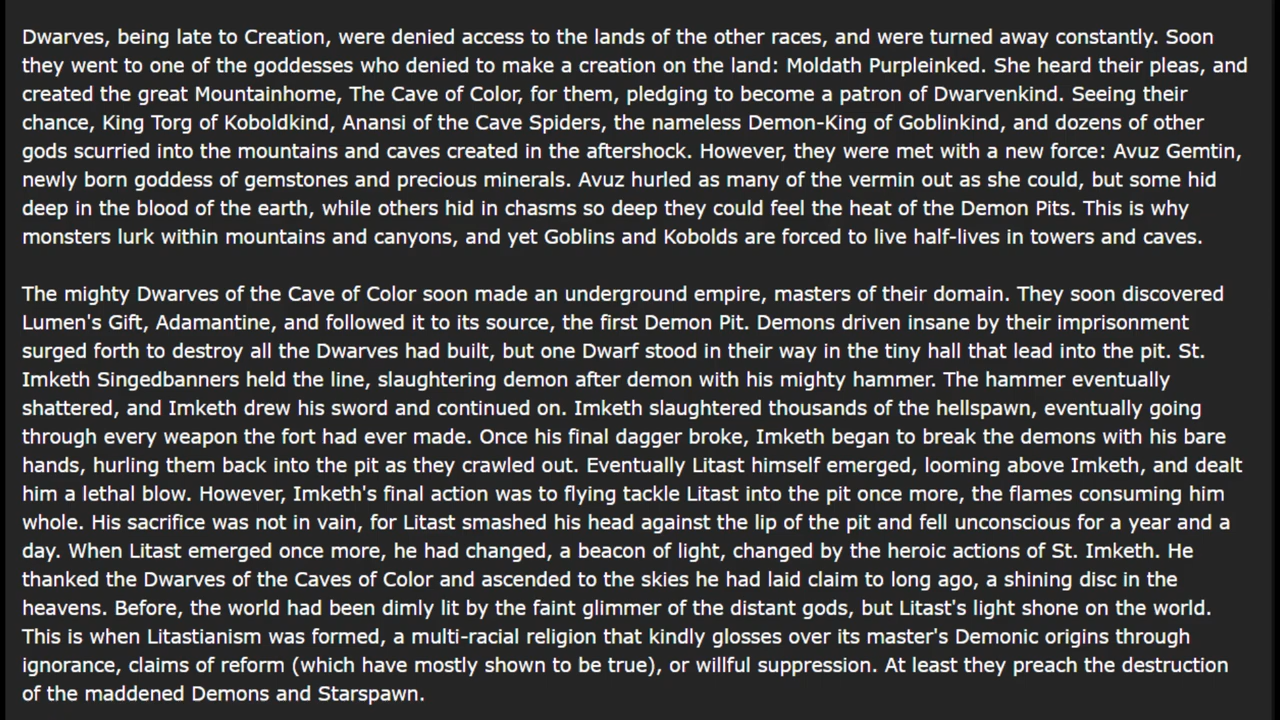 Dwarves, being late to Creation, were denied access to the lands of the other races, and were turned away constantly. Soon
they went to one of the goddesses who denied to make a creation on the land: Moldath Purpleinked. She heard their pleas, and
created the great Mountainhome, The Cave of Color, for them, pledging to become a patron of Dwarvenkind. Seeing their
chance, King Torg of Koboldkind, Anansi of the Cave Spiders, the nameless Demon-King of Goblinkind, and dozens of other
gods scurried into the mountains and caves created in the aftershock. However, they were met with a new force: Avuz Gemtin,
newly born goddess of gemstones and precious minerals. Avuz hurled as many of the vermin out as she could, but some hid
deep in the blood of the earth, while others hid in chasms so deep they could feel the heat of the Demon Pits. This is why
monsters lurk within mountains and canyons, and yet Goblins and Kobolds are forced to live half-lives in towers and caves.
The mighty Dwarves of the Cave of Color soon made an underground empire, masters of their domain. They soon discovered
Lumen's Gift, Adamantine, and followed it to its source, the first Demon Pit. Demons driven insane by their imprisonment
surged forth to destroy all the Dwarves had built, but one Dwarf stood in their way in the tiny hall that lead into the pit. St.
Imketh Singedbanners held the line, slaughtering demon after demon with his mighty hammer. The hammer eventually
shattered, and Imketh drew his sword and continued on. Imketh slaughtered thousands of the hellspawn, eventually going
through every weapon the fort had ever made. Once his final dagger broke, Imketh began to break the demons with his bare
hands, hurling them back into the pit as they crawled out. Eventually Litast himself emerged, looming above Imketh, and dealt
him a lethal blow. However, Imketh's final action was to flying tackle Litast into the pit once more, the flames consuming him
whole. His sacrifice was not in vain, for Litast smashed his head against the lip of the pit and fell unconscious for a year and a
day. When Litast emerged once more, he had changed, a beacon of light, changed by the heroic actions of St. Imketh. He
thanked the Dwarves of the Caves of Color and ascended to the skies he had laid claim to long ago, a shining disc in the
heavens. Before, the world had been dimly lit by the faint glimmer of the distant gods, but Litast's light shone on the world.
This is when Litastianism was formed, a multi-racial religion that kindly glosses over its master's Demonic origins through
ignorance, claims of reform (which have mostly shown to be true), or willful suppression. At least they preach the destruction
of the maddened Demons and Starspawn.